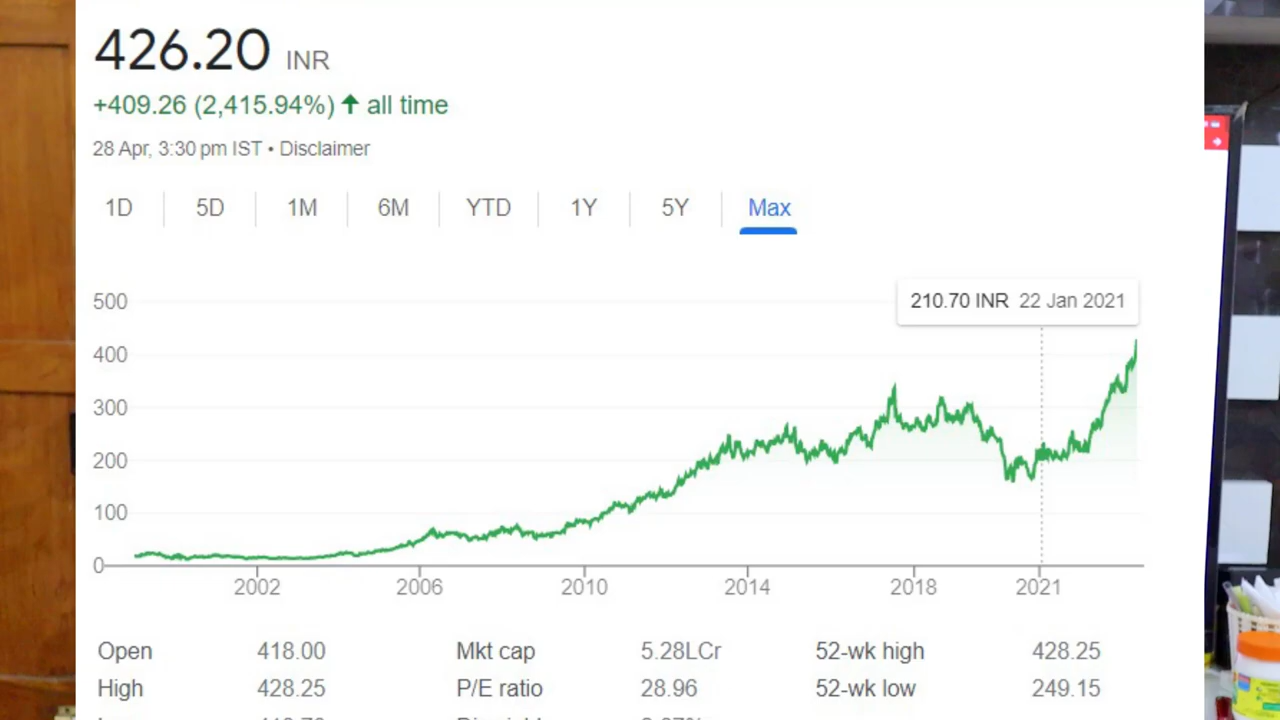 426.20 INR
+409.26 (2,415.94%) ↑ all time
28 Apr, 3:30 pm IST • Disclaimer
1D 5D 1M 6M YTD 1Y 5Y Max
210.70 INR 22 Jan 2021
500
400
300
200
100
0
2002 2006 2010 2014 2018 2021
Open 418.00 Mkt cap 5.28LCr 52-wk high 428.25
High 428.25 P/E ratio 28.96 52-wk low 249.15